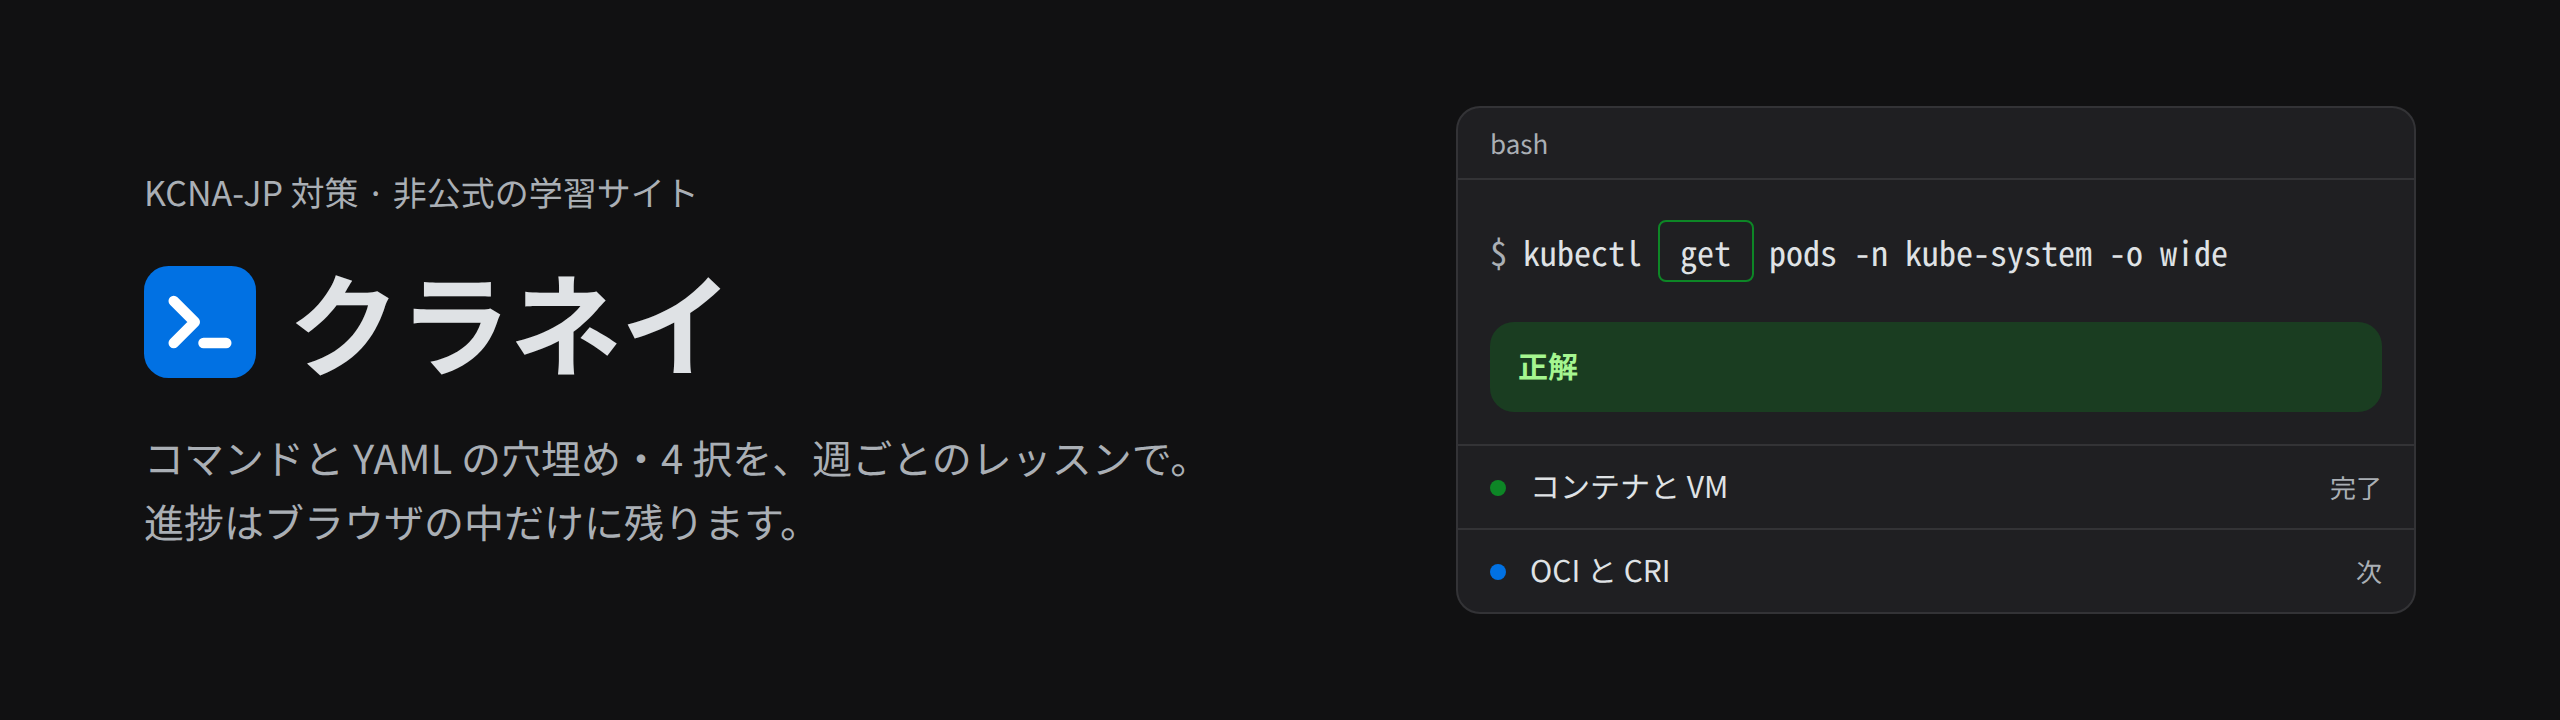 KCNA-JP 対策 · 非公式の学習サイト
クラネイ
コマンドと YAML の穴埋め・4 択を、週ごとのレッスンで。
進捗はブラウザの中だけに残ります。
bash
$ kubectl get pods -n kube-system -o wide
正解
コンテナと VM 完了
OCI と CRI 次